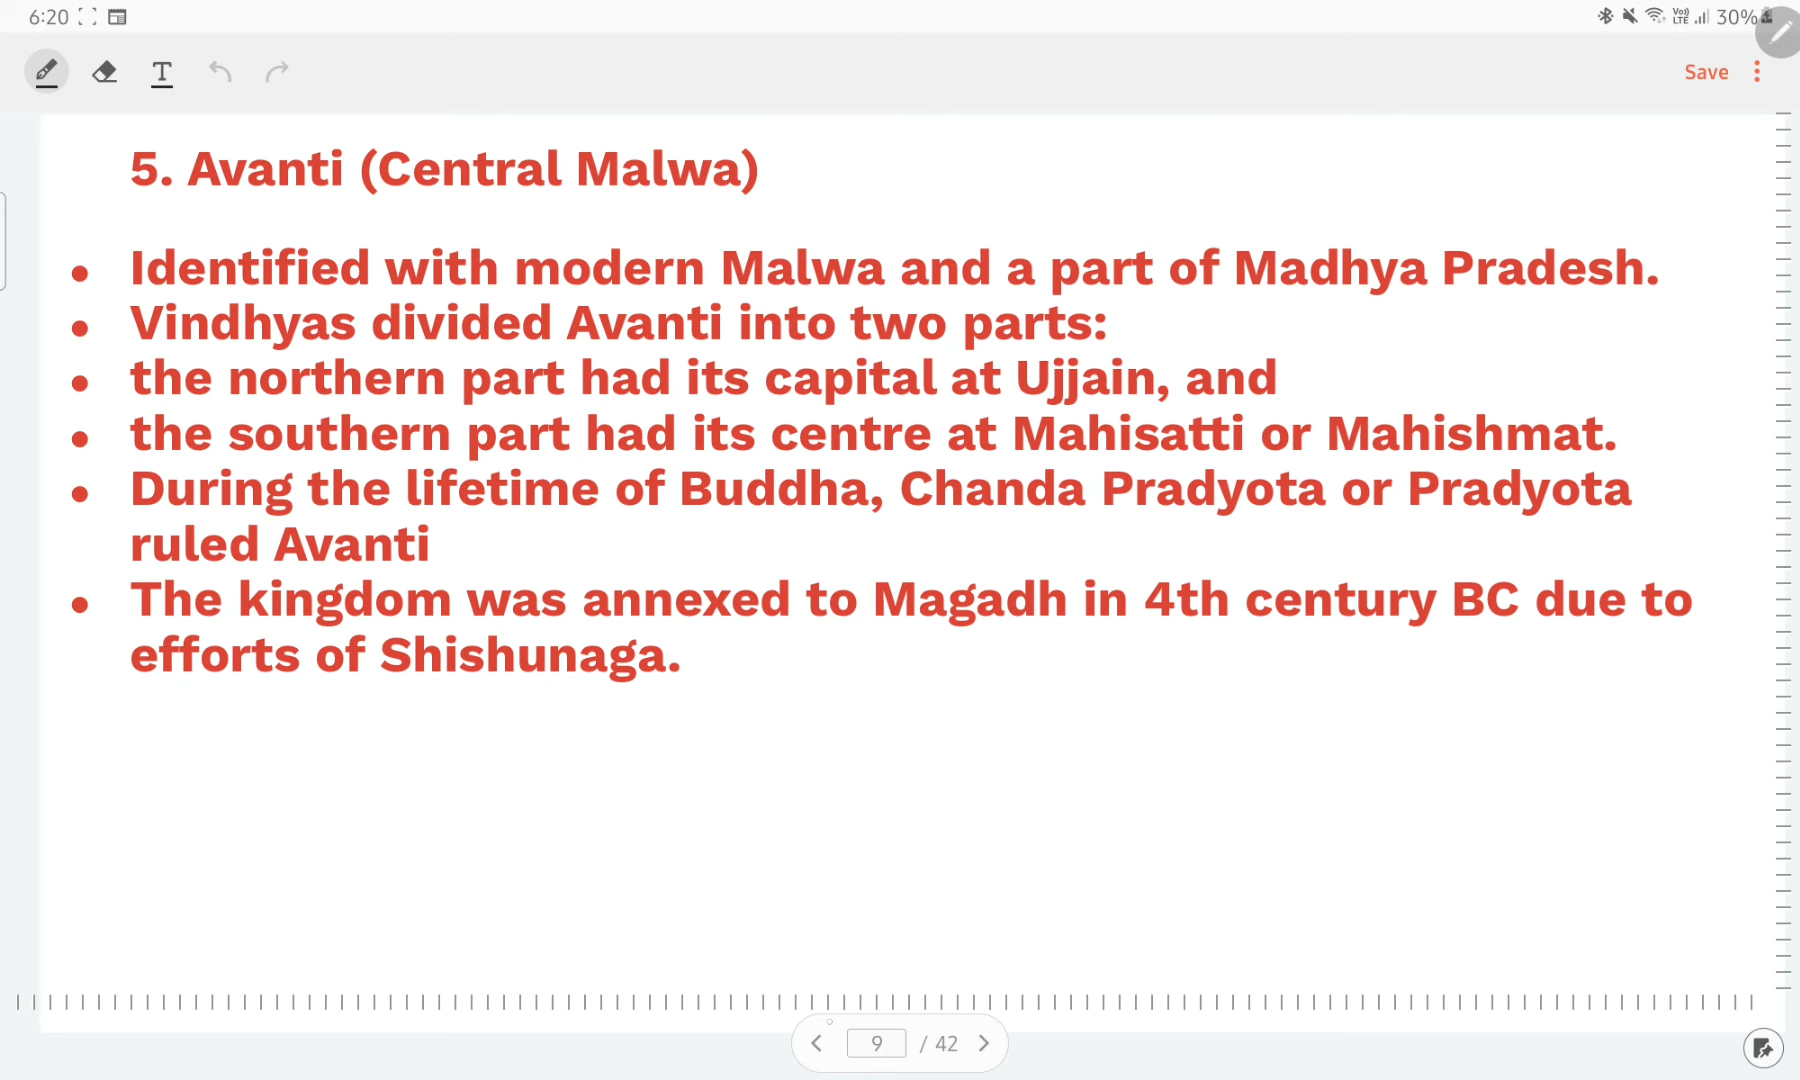 6:20
VoLTE 30%
T
Save
5. Avanti (Central Malwa)
• Identified with modern Malwa and a part of Madhya Pradesh.
• Vindhyas divided Avanti into two parts:
• the northern part had its capital at Ujjain, and
• the southern part had its centre at Mahisatti or Mahishmat.
• During the lifetime of Buddha, Chanda Pradyota or Pradyota
ruled Avanti
• The kingdom was annexed to Magadh in 4th century BC due to
efforts of Shishunaga.
9 / 42